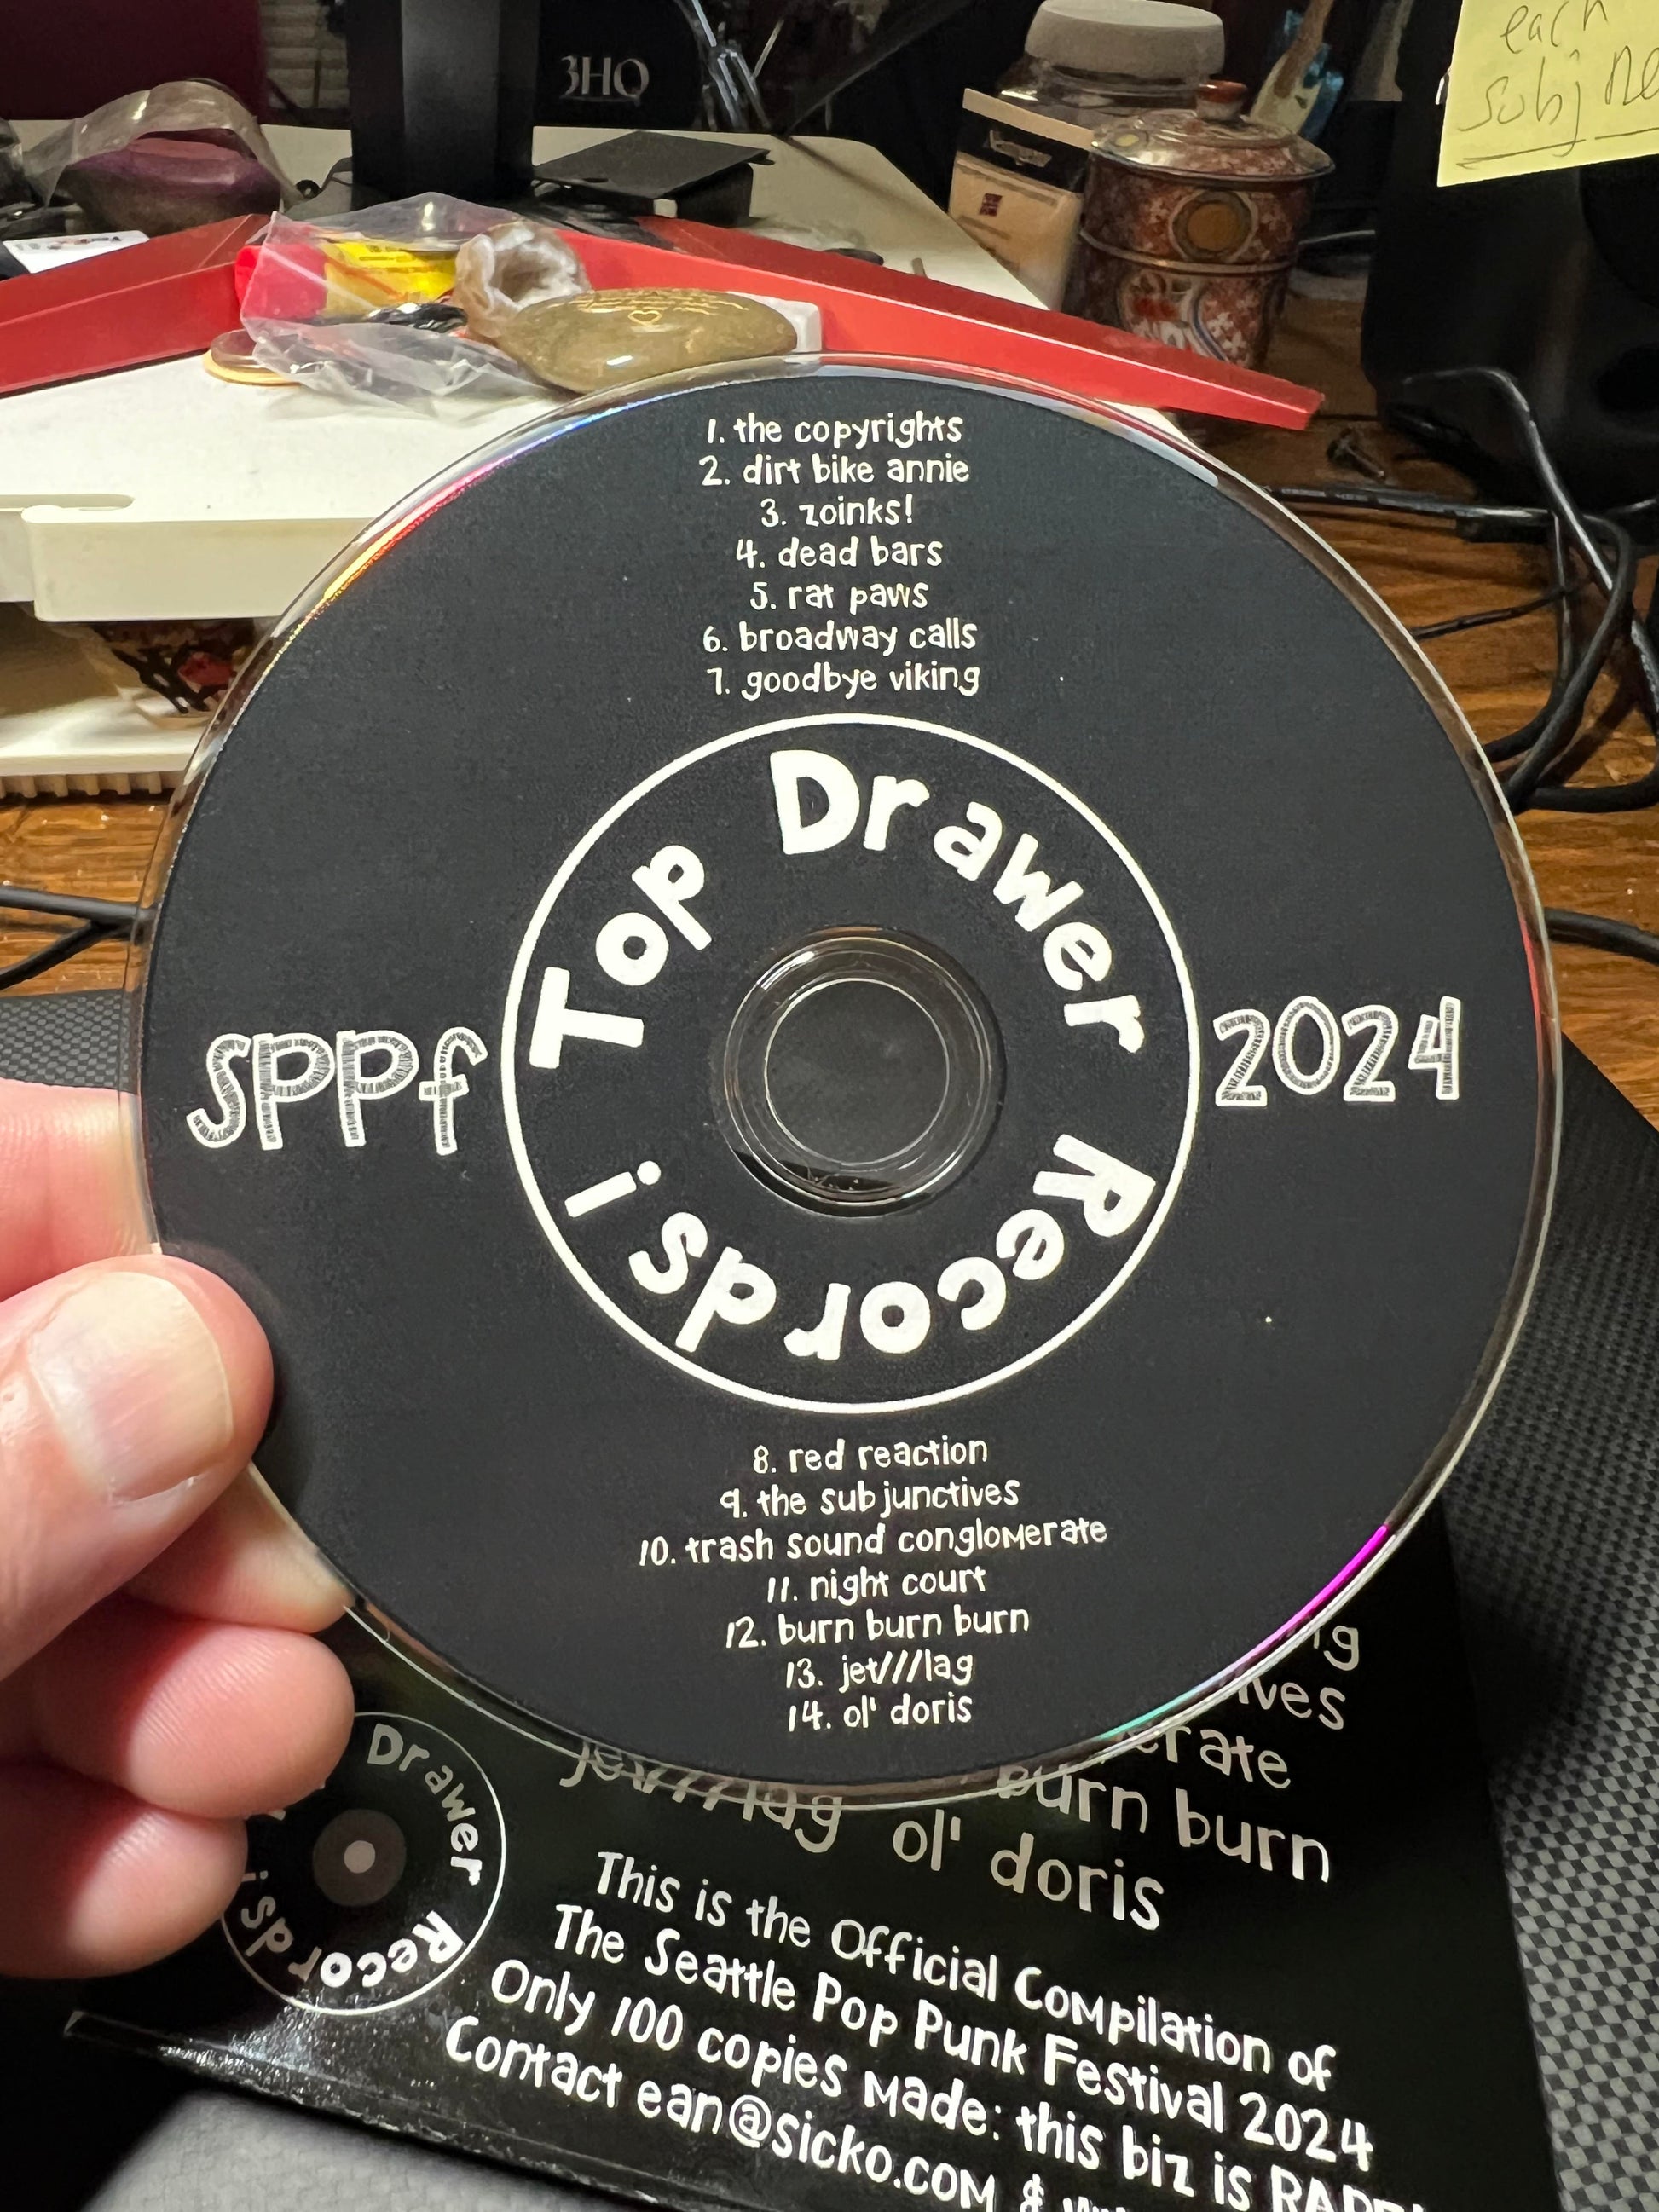 3HQ
each
subj
1. the copyrights
2. dirt bike annie
3. zoinks!
4. dead bars
5. rat paws
6. broadway calls
7. goodbye viking
Top Drawer Records!
SPPf
2024
8. red reaction
9. the subjunctives
10. trash sound conglomerate
11. night court
12. burn burn burn
13. jet///lag
14. ol' doris
burn burn
jet///lag ol' doris
Drawer Records!
This is the Official Compilation of
The Seattle Pop Punk Festival 2024
Only 100 copies made: this biz is
Contact ean@sicko.com &